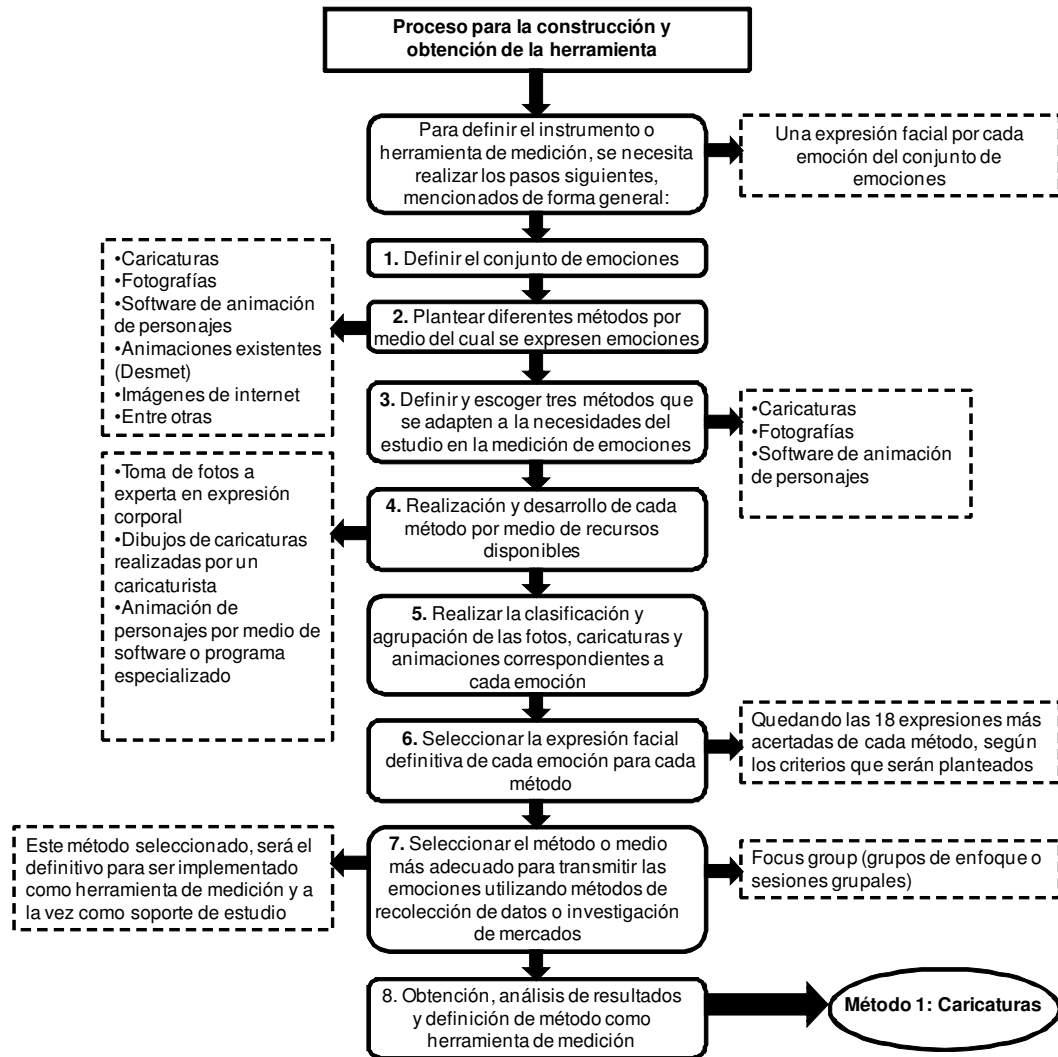 Proceso para la construcción y
obtención de la herramienta
Para definir el instrumento o
herramienta de medición, se necesita
realizar los pasos siguientes,
mencionados de forma general:
Una expresión facial por cada
emoción del conjunto de
emociones
1. Definir el conjunto de emociones
2. Plantear diferentes métodos por
medio del cual se expresen emociones
•Caricaturas
•Fotografías
•Software de animación
de personajes
•Animaciones existentes
(Desmet)
•Imágenes de internet
•Entre otras
3. Definir y escoger tres métodos que
se adapten a la necesidades del
estudio en la medición de emociones
•Caricaturas
•Fotografías
•Software de animación
de personajes
4. Realización y desarrollo de cada
método por medio de recursos
disponibles
•Toma de fotos a
experta en expresión
corporal
•Dibujos de caricaturas
realizadas por un
caricaturista
•Animación de
personajes por medio de
software o programa
especializado
5. Realizar la clasificación y
agrupación de las fotos, caricaturas y
animaciones correspondientes a
cada emoción
6. Seleccionar la expresión facial
definitiva de cada emoción para cada
método
Quedando las 18 expresiones más
acertadas de cada método, según
los criterios que serán planteados
7. Seleccionar el método o medio
más adecuado para transmitir las
emociones utilizando métodos de
recolección de datos o investigación
de mercados
Este método seleccionado, será el
definitivo para ser implementado
como herramienta de medición y a
la vez como soporte de estudio
Focus group (grupos de enfoque o
sesiones grupales)
8. Obtención, análisis de resultados
y definición de método como
herramienta de medición
Método 1: Caricaturas